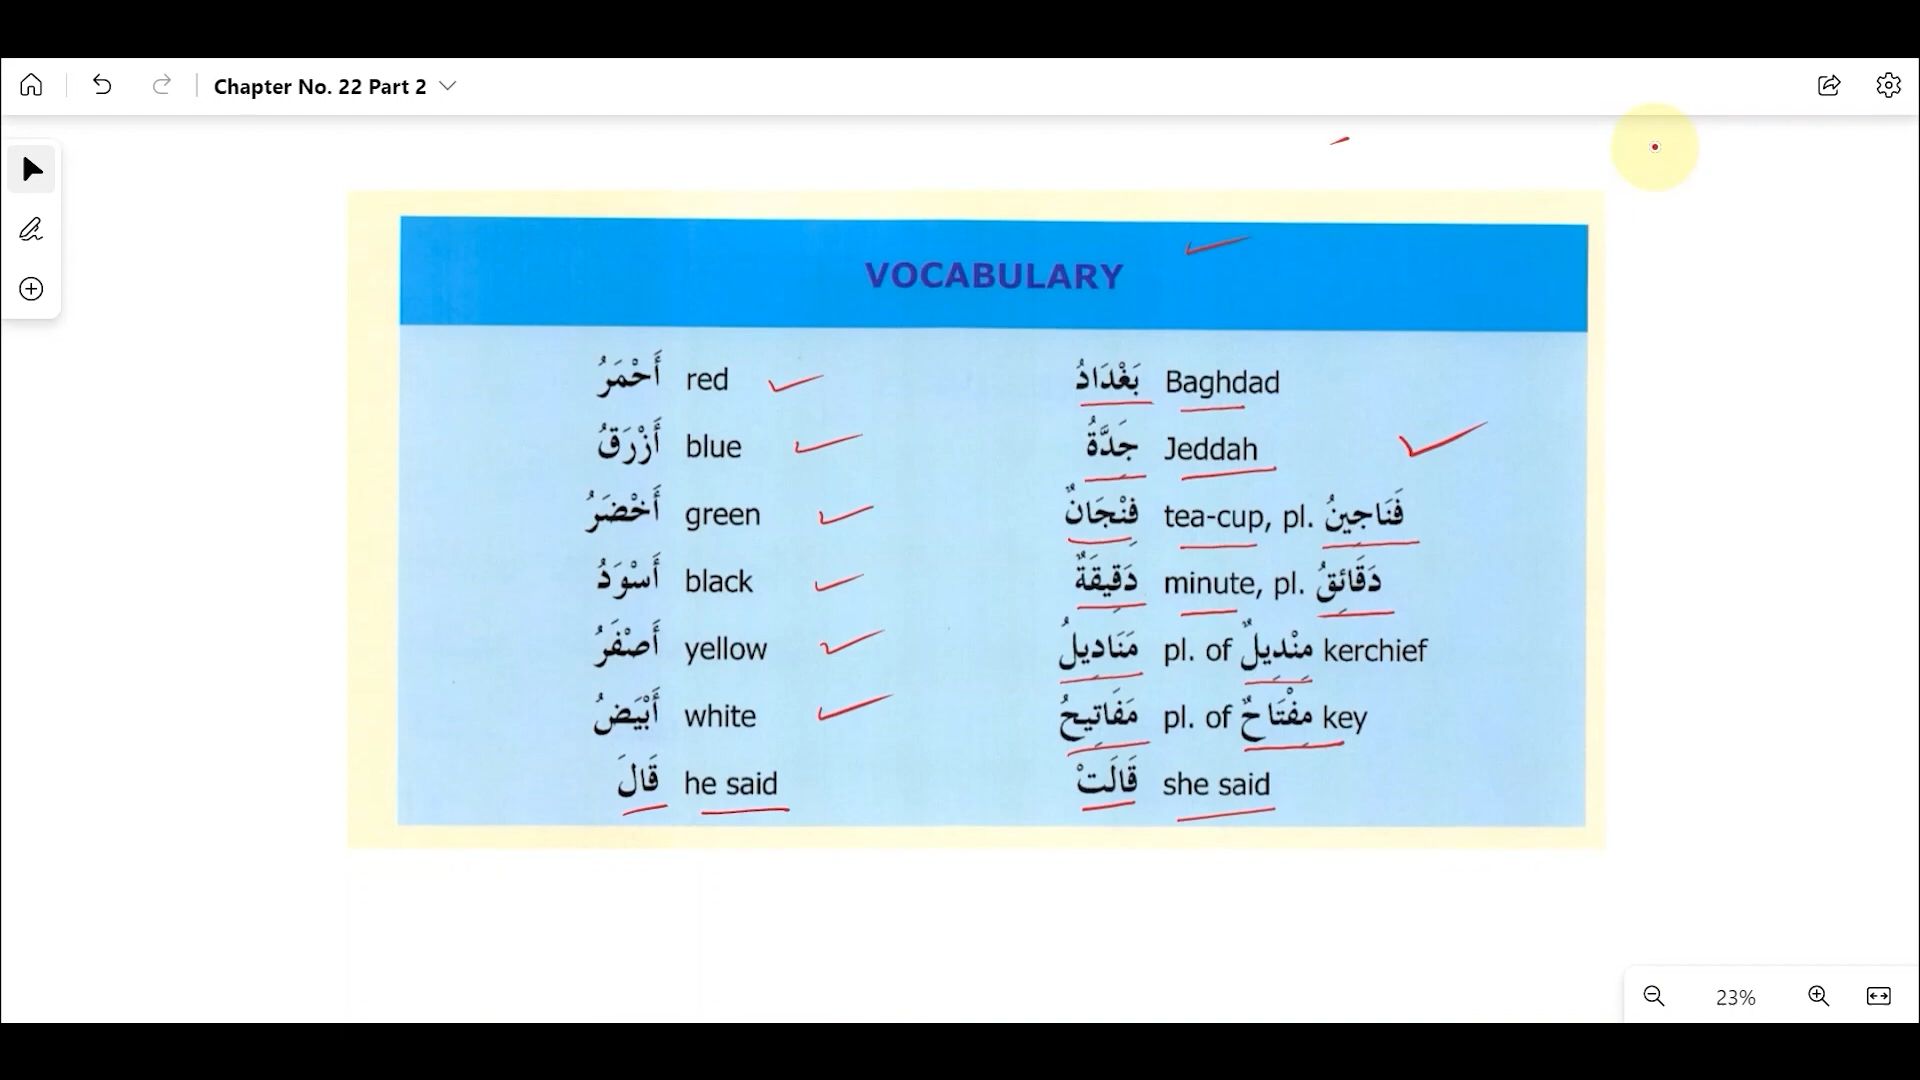 Chapter No. 22 Part 2
VOCABULARY
أَحْمَرُ red
بَغْدَادُ Baghdad
أَزْرَقُ blue
جَدَّةُ Jeddah
أَخْضَرُ green
فِنْجَانٌ tea-cup, pl. فَنَاجِينُ
أَسْوَدُ black
دَقِيقَةٌ minute, pl. دَقَائِقُ
أَصْفَرُ yellow
مَنَادِيلُ pl. of مِنْدِيلٌ kerchief
أَبْيَضُ white
مَفَاتِيحُ pl. of مِفْتَاحٌ key
قَالَ he said
قَالَتْ she said
23%